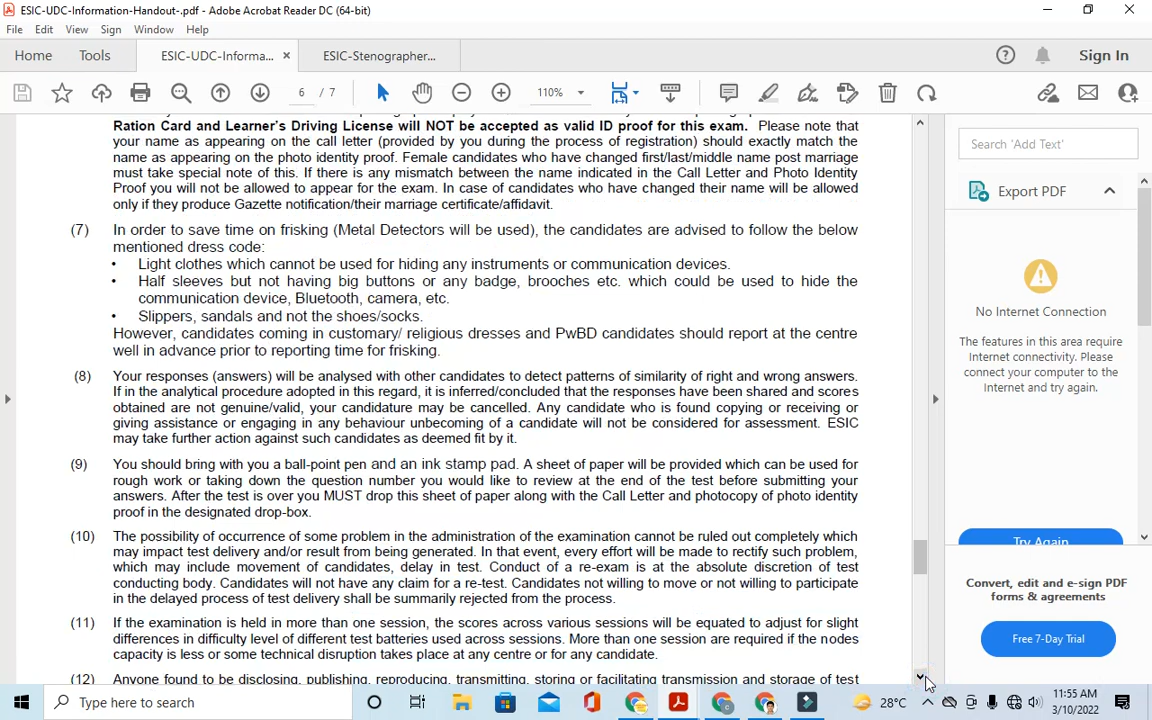 ESIC-UDC-Information-Handout-.pdf - Adobe Acrobat Reader DC (64-bit)
File Edit View Sign Window Help
Home Tools ESIC-UDC-Informa... × ESIC-Stenographer... Sign In
6 / 7 110%
Ration Card and Learner's Driving License will NOT be accepted as valid ID proof for this exam. Please note that
your name as appearing on the call letter (provided by you during the process of registration) should exactly match the
name as appearing on the photo identity proof. Female candidates who have changed first/last/middle name post marriage
must take special note of this. If there is any mismatch between the name indicated in the Call Letter and Photo Identity
Proof you will not be allowed to appear for the exam. In case of candidates who have changed their name will be allowed
only if they produce Gazette notification/their marriage certificate/affidavit.
(7) In order to save time on frisking (Metal Detectors will be used), the candidates are advised to follow the below
mentioned dress code:
• Light clothes which cannot be used for hiding any instruments or communication devices.
• Half sleeves but not having big buttons or any badge, brooches etc. which could be used to hide the
communication device, Bluetooth, camera, etc.
• Slippers, sandals and not the shoes/socks.
However, candidates coming in customary/ religious dresses and PwBD candidates should report at the centre
well in advance prior to reporting time for frisking.
(8) Your responses (answers) will be analysed with other candidates to detect patterns of similarity of right and wrong answers.
If in the analytical procedure adopted in this regard, it is inferred/concluded that the responses have been shared and scores
obtained are not genuine/valid, your candidature may be cancelled. Any candidate who is found copying or receiving or
giving assistance or engaging in any behaviour unbecoming of a candidate will not be considered for assessment. ESIC
may take further action against such candidates as deemed fit by it.
(9) You should bring with you a ball-point pen and an ink stamp pad. A sheet of paper will be provided which can be used for
rough work or taking down the question number you would like to review at the end of the test before submitting your
answers. After the test is over you MUST drop this sheet of paper along with the Call Letter and photocopy of photo identity
proof in the designated drop-box.
(10) The possibility of occurrence of some problem in the administration of the examination cannot be ruled out completely which
may impact test delivery and/or result from being generated. In that event, every effort will be made to rectify such problem,
which may include movement of candidates, delay in test. Conduct of a re-exam is at the absolute discretion of test
conducting body. Candidates will not have any claim for a re-test. Candidates not willing to move or not willing to participate
in the delayed process of test delivery shall be summarily rejected from the process.
(11) If the examination is held in more than one session, the scores across various sessions will be equated to adjust for slight
differences in difficulty level of different test batteries used across sessions. More than one session are required if the nodes
capacity is less or some technical disruption takes place at any centre or for any candidate.
(12) Anyone found to be disclosing, publishing, reproducing, transmitting, storing or facilitating transmission and storage of test
Search 'Add Text'
Export PDF
No Internet Connection
The features in this area require
Internet connectivity. Please
connect your computer to the
Internet and try again.
Try Again
Convert, edit and e-sign PDF
forms & agreements
Free 7-Day Trial
Type here to search
28°C
11:55 AM
3/10/2022